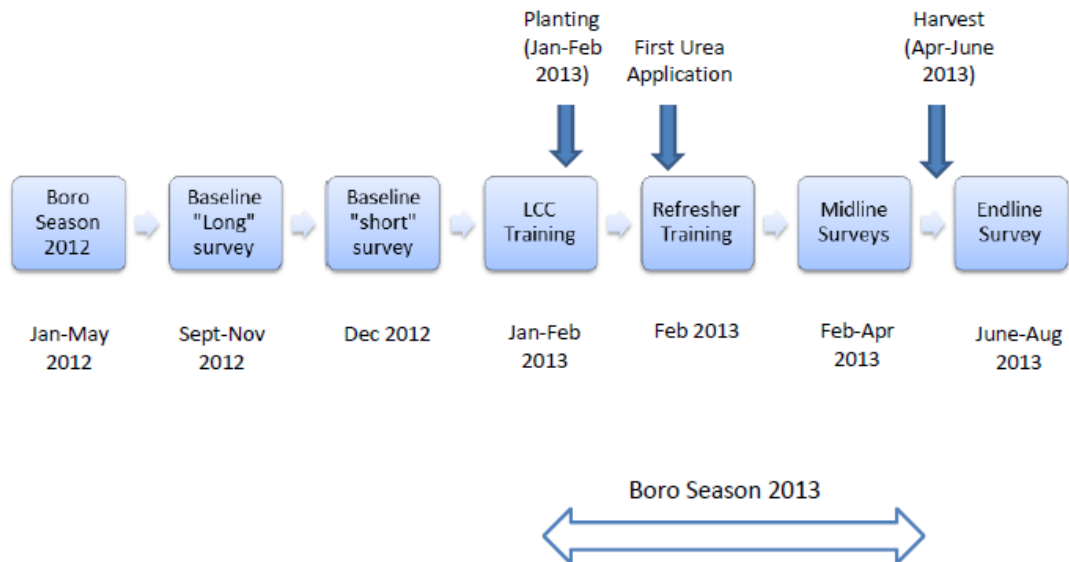 Planting
(Jan-Feb
2013)
First Urea
Application
Harvest
(Apr-June
2013)
Boro
Season
2012
Baseline
"Long"
survey
Baseline
"short"
survey
LCC
Training
Refresher
Training
Midline
Surveys
Endline
Survey
Jan-May
2012
Sept-Nov
2012
Dec 2012
Jan-Feb
2013
Feb 2013
Feb-Apr
2013
June-Aug
2013
Boro Season 2013